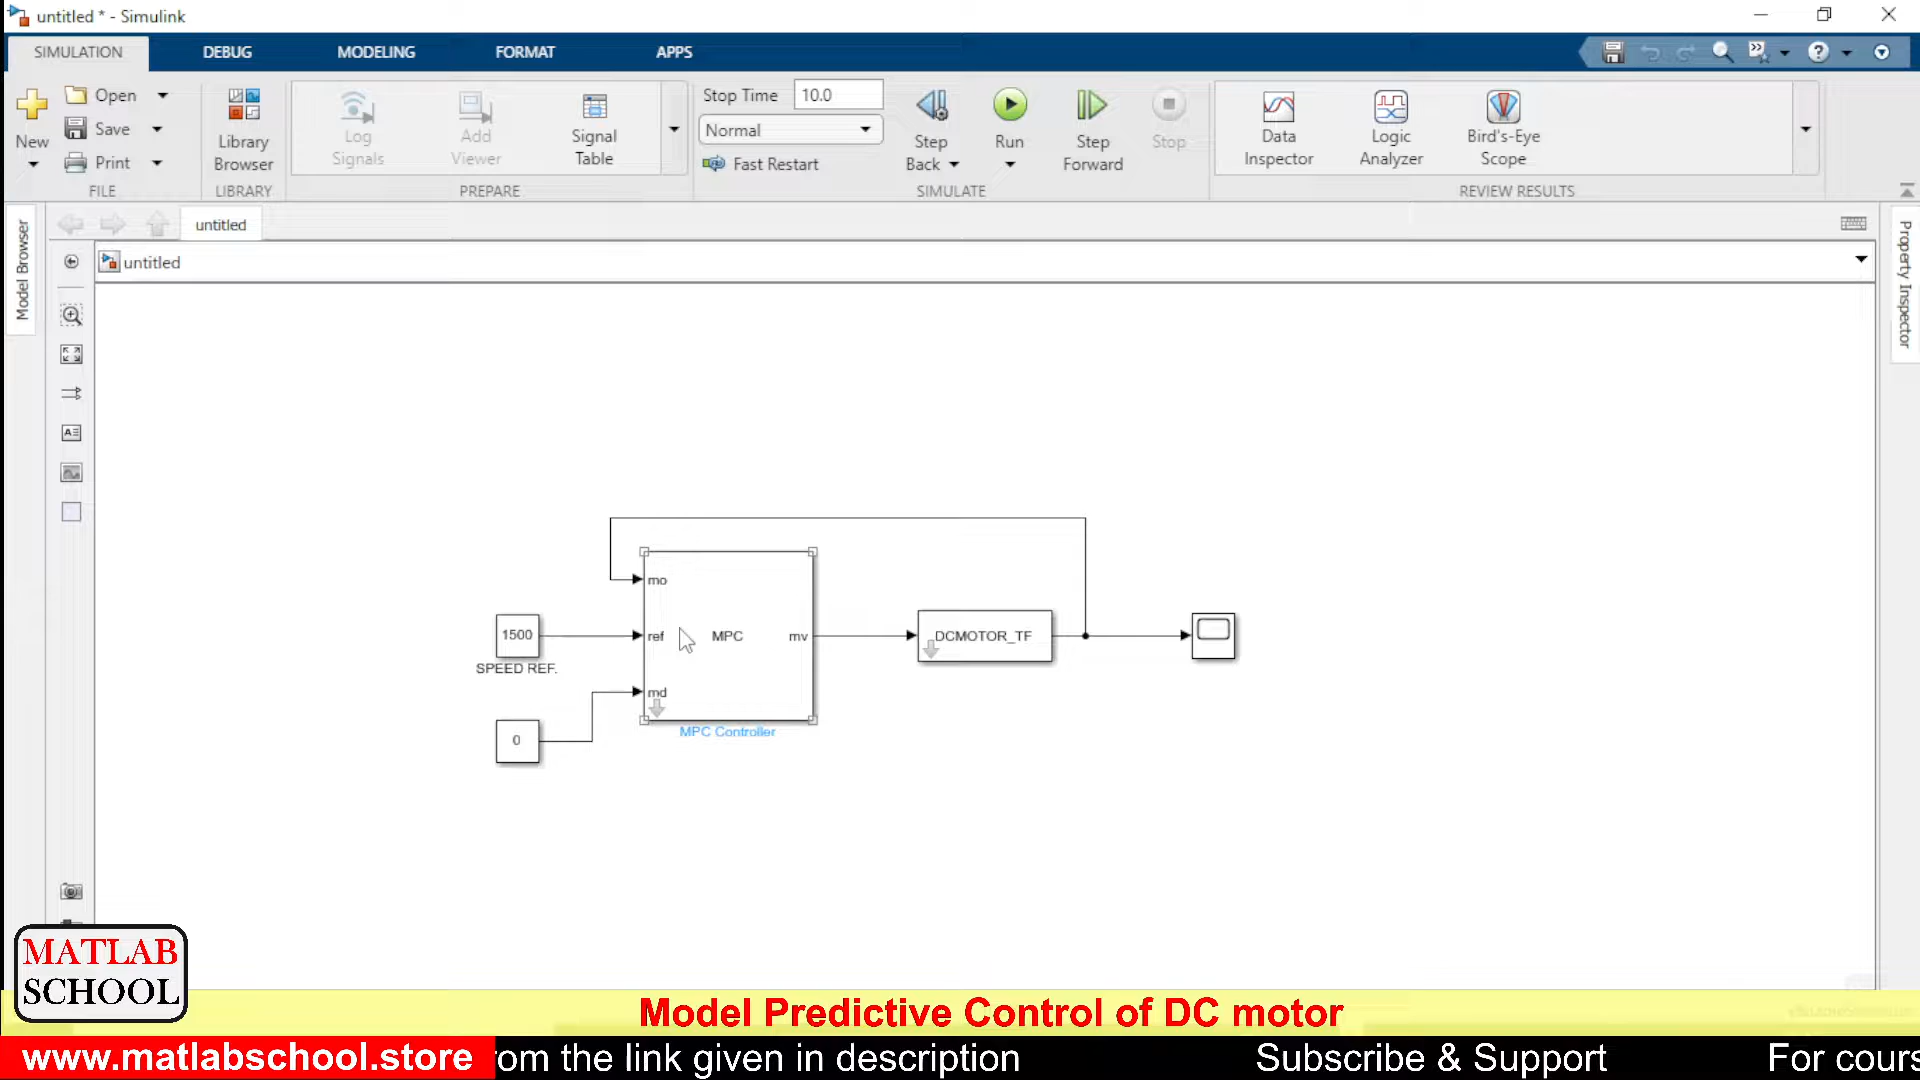 untitled * - Simulink
SIMULATION DEBUG MODELING FORMAT APPS
New
Open
Save
Print
FILE
Library
Browser
LIBRARY
Log
Signals
Add
Viewer
Signal
Table
PREPARE
Stop Time 10.0
Normal
Fast Restart
Step
Back
Run
Step
Forward
Stop
SIMULATE
Data
Inspector
Logic
Analyzer
Bird's-Eye
Scope
REVIEW RESULTS
Model Browser
untitled
untitled
Property Inspector
mo
1500
ref
MPC
mv
DCMOTOR_TF
SPEED REF.
md
MPC Controller
0
MATLAB
SCHOOL
Model Predictive Control of DC motor
www.matlabschool.store
om the link given in description Subscribe & Support For cours